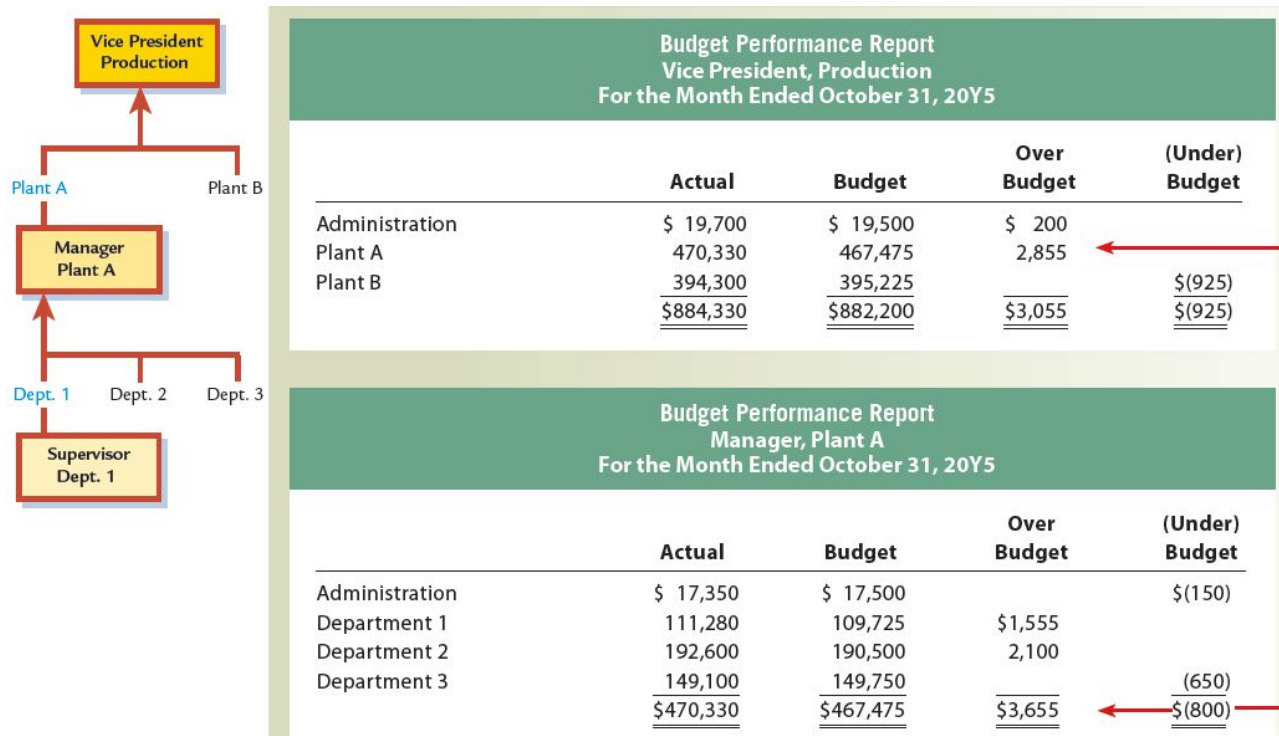 Vice President
Production
Plant A Plant B
Manager
Plant A
Dept. 1 Dept. 2 Dept. 3
Supervisor
Dept. 1
Budget Performance Report
Vice President, Production
For the Month Ended October 31, 20Y5
Over (Under)
Actual Budget Budget Budget
Administration $ 19,700 $ 19,500 $ 200
Plant A 470,330 467,475 2,855
Plant B 394,300 395,225 $(925)
$884,330 $882,200 $3,055 $(925)
Budget Performance Report
Manager, Plant A
For the Month Ended October 31, 20Y5
Over (Under)
Actual Budget Budget Budget
Administration $ 17,350 $ 17,500 $(150)
Department 1 111,280 109,725 $1,555
Department 2 192,600 190,500 2,100
Department 3 149,100 149,750 (650)
$470,330 $467,475 $3,655 $(800)